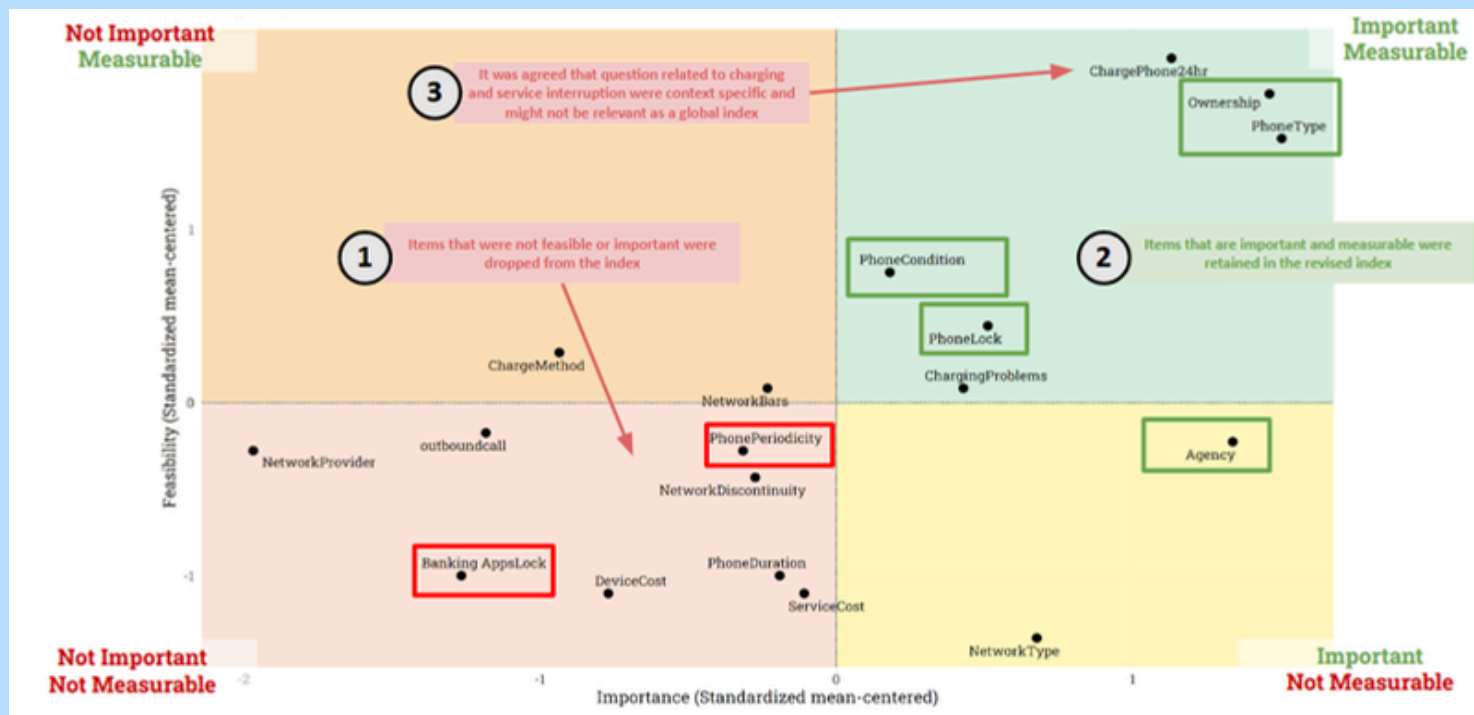 Not Important
Measurable
Important
Measurable
3
It was agreed that question related to charging
and service interruption were context specific and
might not be relevant as a global index
ChargePhone24hr
Ownership
PhoneType
1
Items that were not feasible or important were
dropped from the index
PhoneCondition
2
Items that are important and measurable were
retained in the revised index
PhoneLock
ChargeMethod
ChargingProblems
NetworkBars
PhonePeriodicity
outboundcall
NetworkProvider
Agency
NetworkDiscontinuity
Banking AppsLock
PhoneDuration
DeviceCost
ServiceCost
NetworkType
1
0
-1
Feasibility (Standardized mean-centered)
Not Important
Not Measurable
Important
Not Measurable
-2
-1
0
1
Importance (Standardized mean-centered)